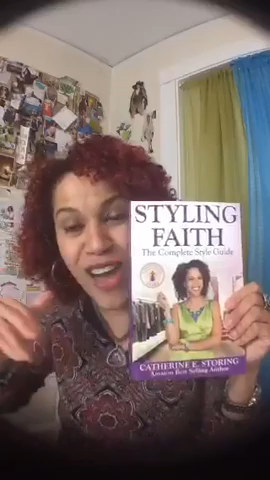 STYLING
FAITH
The Complete Style Guide
CATHERINE E. STORING
Amazon Best Selling Author